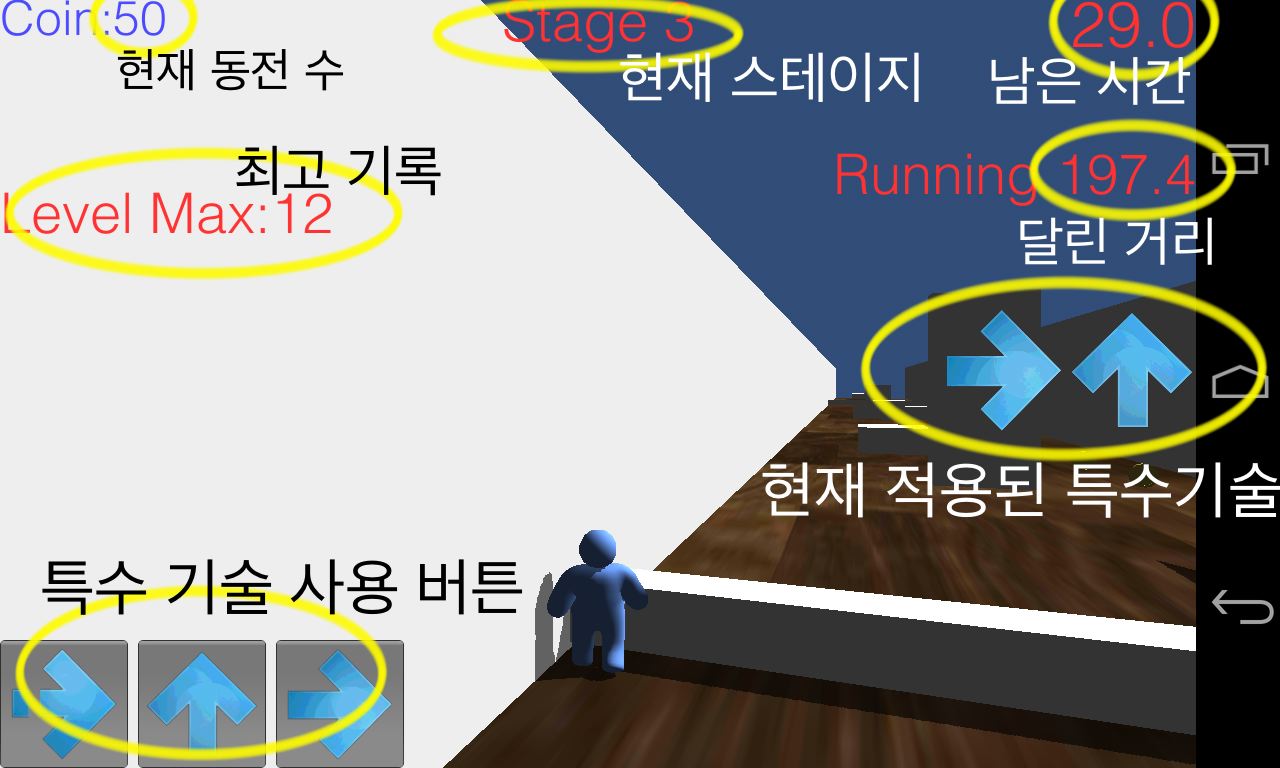 Coin:50
Stage 3
29.0
현재 동전 수
현재 스테이지
남은 시간
최고 기록
Level Max:12
Running 197.4
달린 거리
현재 적용된 특수기술
특수 기술 사용 버튼